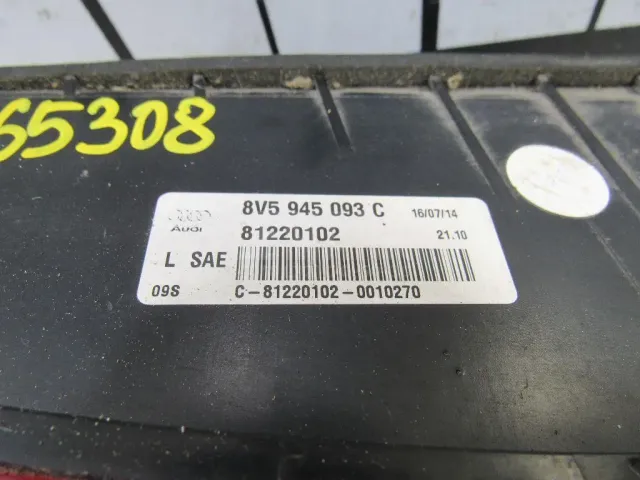 65308
8V5 945 093 C 16/07/14
Audi 81220102 21.10
L SAE
09S C-81220102-0010270